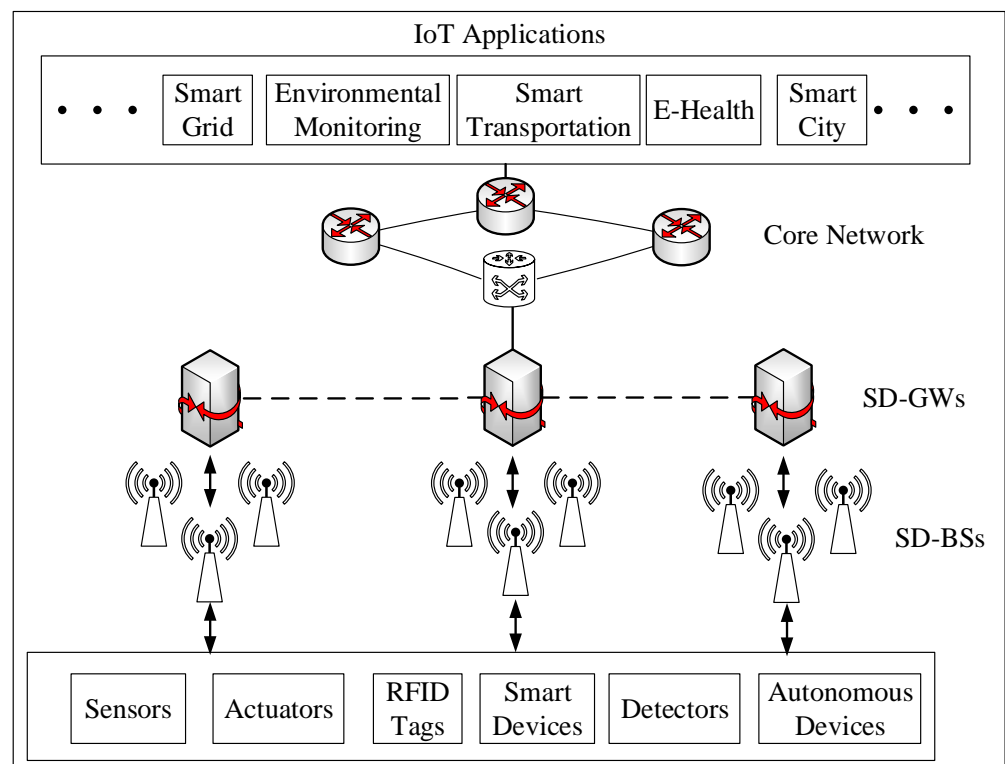 IoT Applications
• • •
Smart
Grid
Environmental
Monitoring
Smart
Transportation
E-Health
Smart
City
• • •
Core Network
SD-GWs
SD-BSs
Sensors
Actuators
RFID
Tags
Smart
Devices
Detectors
Autonomous
Devices